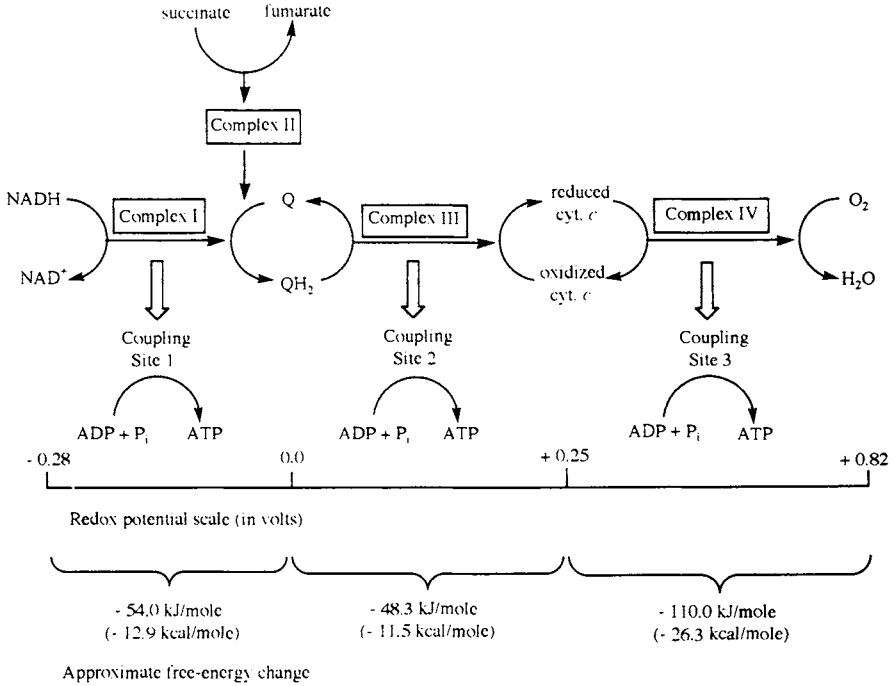 succinate fumarate
Complex II
NADH Complex I Q Complex III reduced cyt. c Complex IV O₂
NAD⁺ QH₂ oxidized cyt. c H₂O
Coupling Site 1 Coupling Site 2 Coupling Site 3
ADP + Pᵢ ATP ADP + Pᵢ ATP ADP + Pᵢ ATP
- 0.28 0.0 + 0.25 + 0.82
Redox potential scale (in volts)
- 54.0 kJ/mole - 48.3 kJ/mole - 110.0 kJ/mole
(- 12.9 kcal/mole) (- 11.5 kcal/mole) (- 26.3 kcal/mole)
Approximate free-energy change